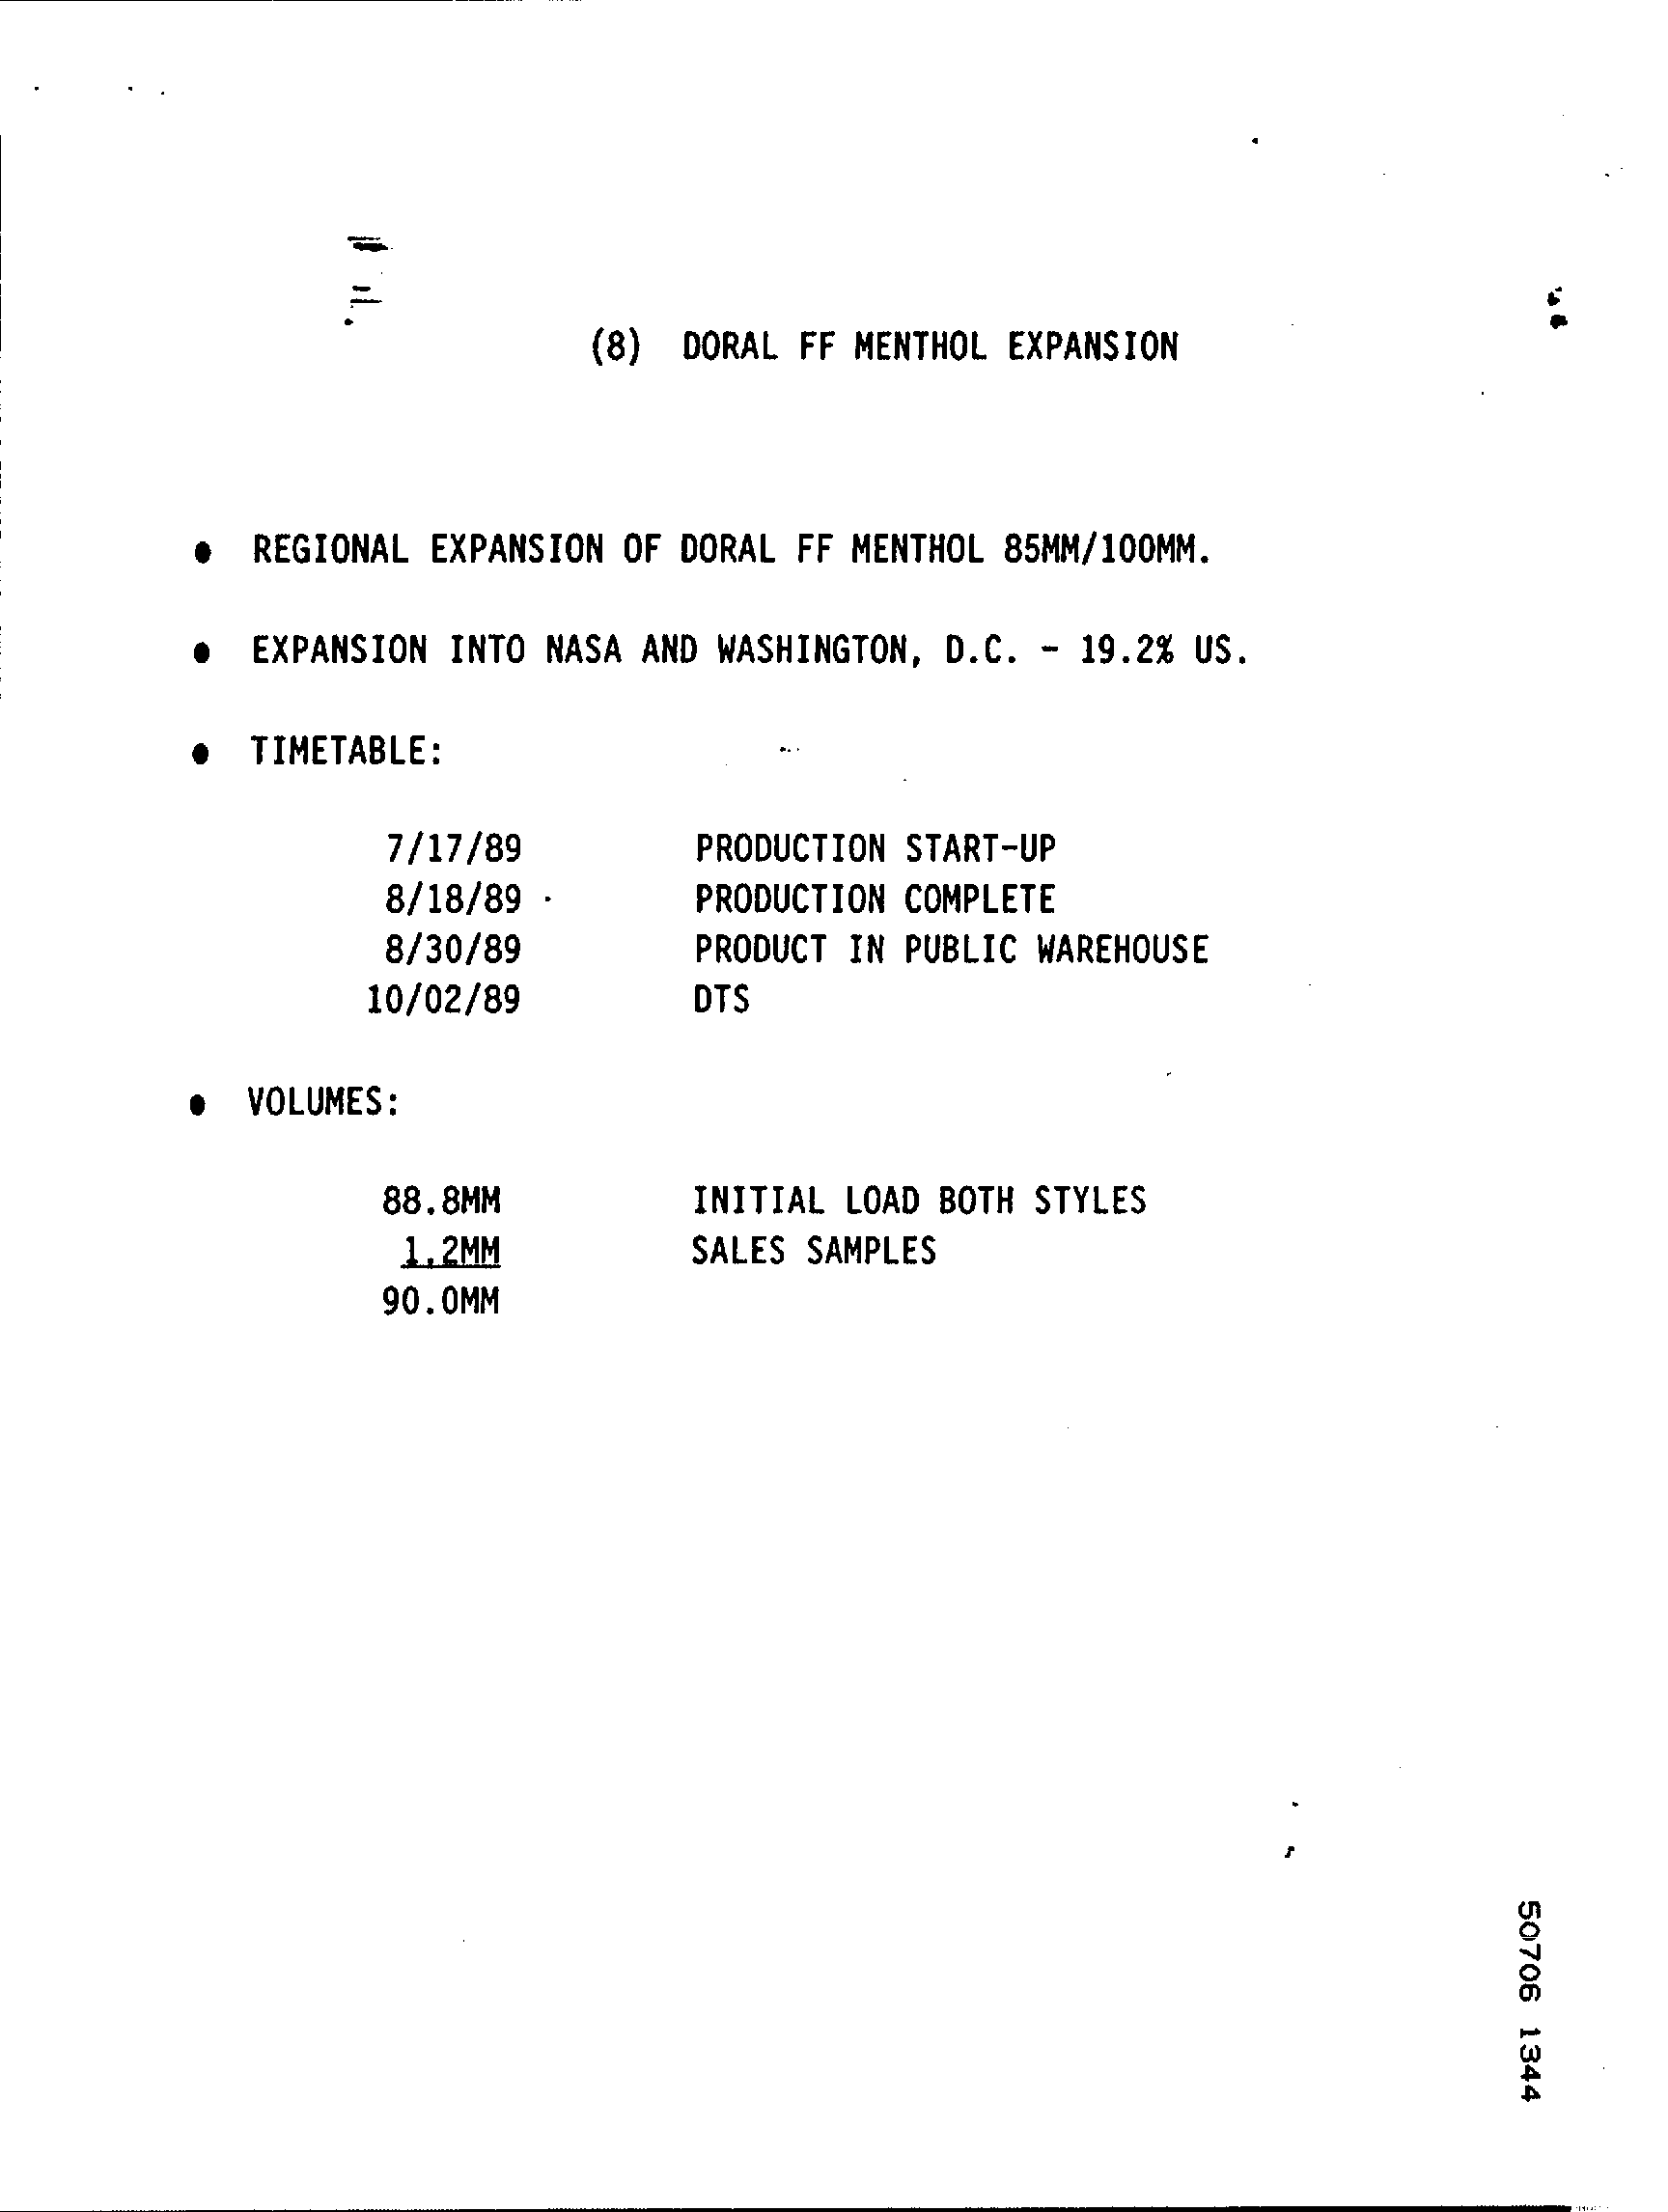 (8) DORAL FF MENTHOL EXPANSION
● REGIONAL EXPANSION OF DORAL FF MENTHOL 85MM/100MM.
● EXPANSION INTO NASA AND WASHINGTON, D.C. - 19.2% US.
● TIMETABLE:
7/17/89 PRODUCTION START-UP
8/18/89 PRODUCTION COMPLETE
8/30/89 PRODUCT IN PUBLIC WAREHOUSE
10/02/89 DTS
● VOLUMES:
88.8MM INITIAL LOAD BOTH STYLES
1.2MM SALES SAMPLES
90.0MM
50706 1344